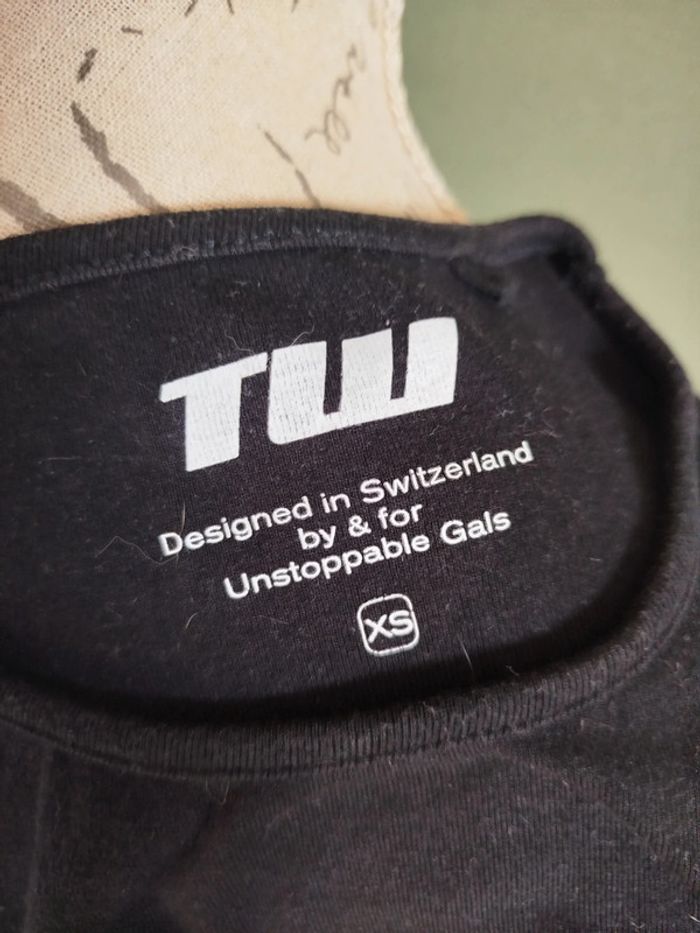 TW
Designed in Switzerland
by & for
Unstoppable Gals
XS